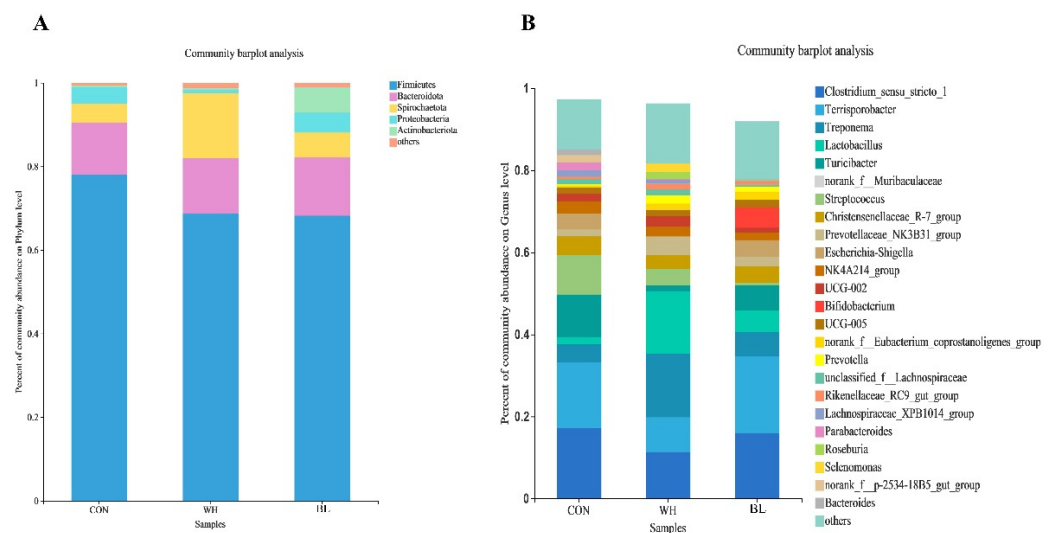 A
Community barplot analysis
Percent of community abundance on Phylum level
1
0.8
0.6
0.4
0.2
0
CON
WH
BL
Samples
Firmicutes
Bacteroidota
Spirochaetota
Proteobacteria
Actinobacteriota
others
B
Community barplot analysis
Percent of community abundance on Genus level
1
0.8
0.6
0.4
0.2
0
CON
WH
BL
Samples
Clostridium_sensu_stricto_1
Terrisporobacter
Treponema
Lactobacillus
Turicibacter
norank_f__Muribaculaceae
Streptococcus
Christensenellaceae_R-7_group
Prevotellaceae_NK3B31_group
Escherichia-Shigella
NK4A214_group
UCG-002
Bifidobacterium
UCG-005
norank_f__Eubacterium_coprostanoligenes_group
Prevotella
unclassified_f__Lachnospiraceae
Rikenellaceae_RC9_gut_group
Lachnospiraceae_XPB1014_group
Parabacteroides
Roseburia
Selenomonas
norank_f__p-2534-18B5_gut_group
Bacteroides
others